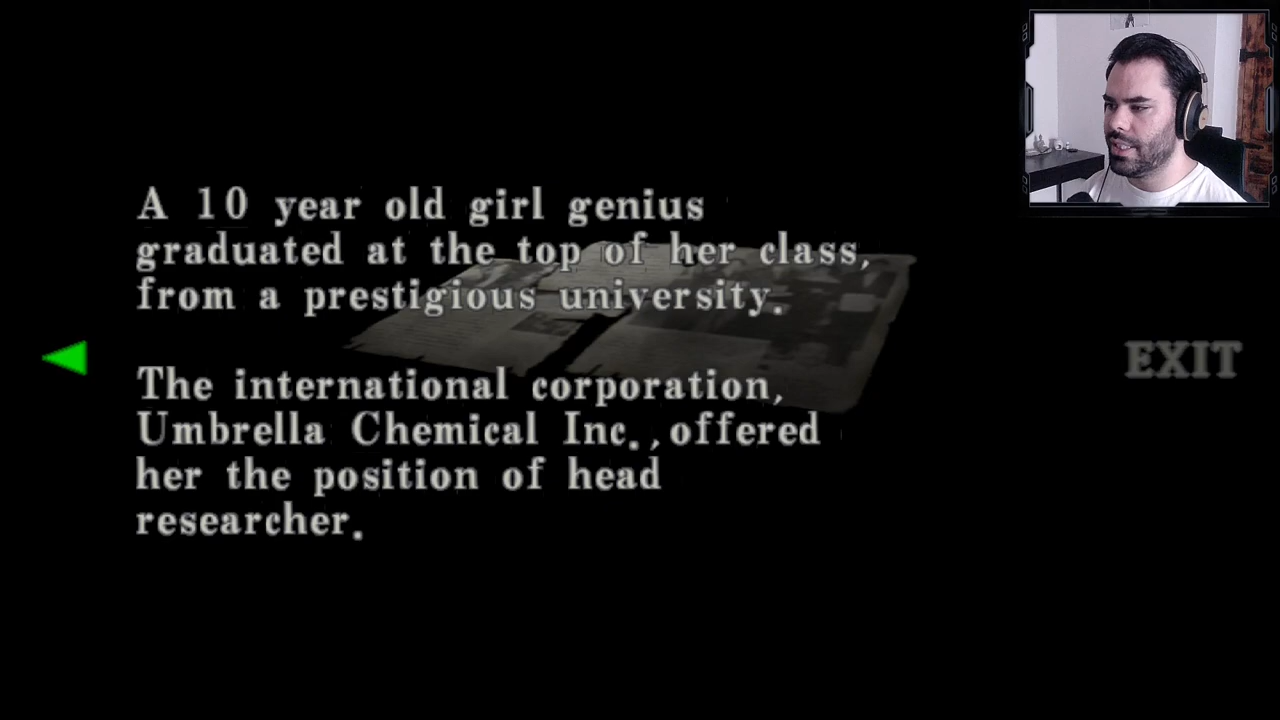 A 10 year old girl genius
graduated at the top of her class,
from a prestigious university.
The international corporation,
Umbrella Chemical Inc.,offered
her the position of head
researcher.
EXIT